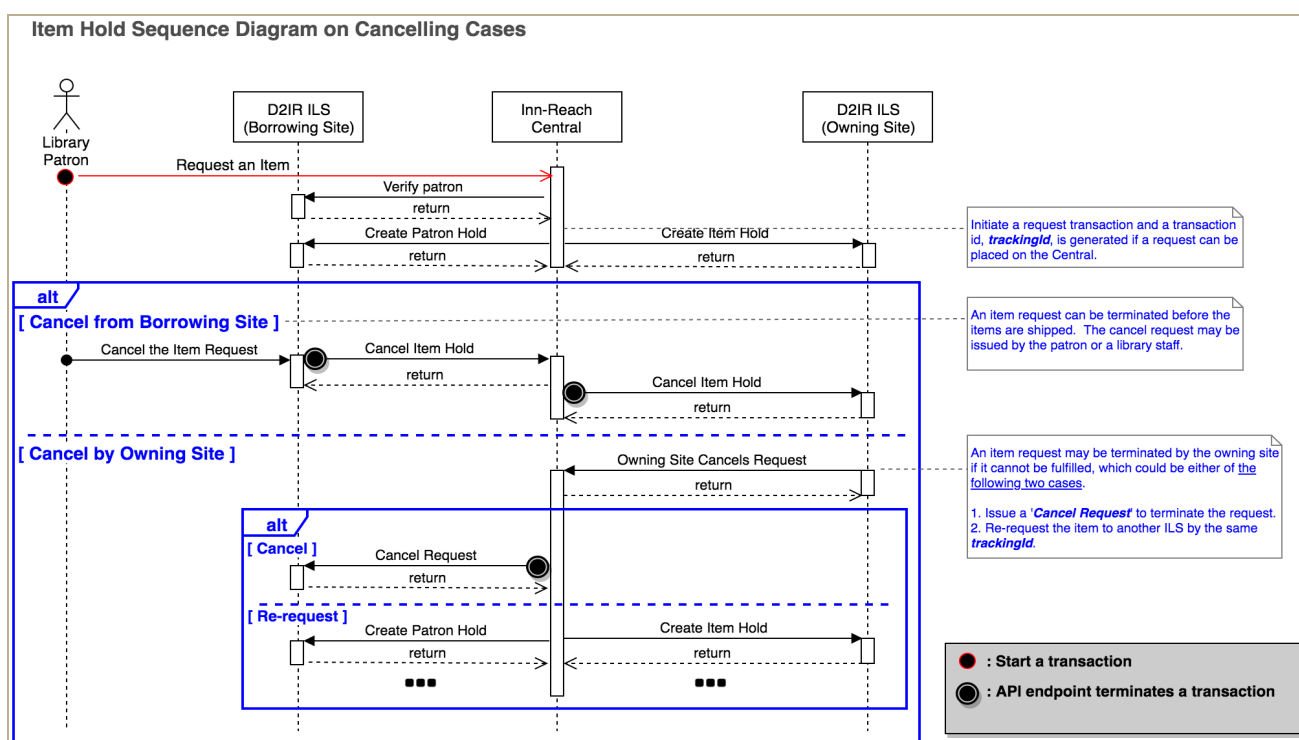 Item Hold Sequence Diagram on Cancelling Cases
Library
Patron
D2IR ILS
(Borrowing Site)
Inn-Reach
Central
D2IR ILS
(Owning Site)
Request an Item
Verify patron
return
Create Patron Hold
Create Item Hold
return
return
Initiate a request transaction and a transaction
id, trackingId, is generated if a request can be
placed on the Central.
alt
[ Cancel from Borrowing Site ]
An item request can be terminated before the
items are shipped.  The cancel request may be
issued by the patron or a library staff.
Cancel the Item Request
Cancel Item Hold
return
Cancel Item Hold
return
[ Cancel by Owning Site ]
Owning Site Cancels Request
return
An item request may be terminated by the owning site
if it cannot be fulfilled, which could be either of the
following two cases.
1. Issue a 'Cancel Request' to terminate the request.
2. Re-request the item to another ILS by the same
trackingId.
alt
[ Cancel ]
Cancel Request
return
[ Re-request ]
Create Patron Hold
Create Item Hold
return
return
: Start a transaction
: API endpoint terminates a transaction